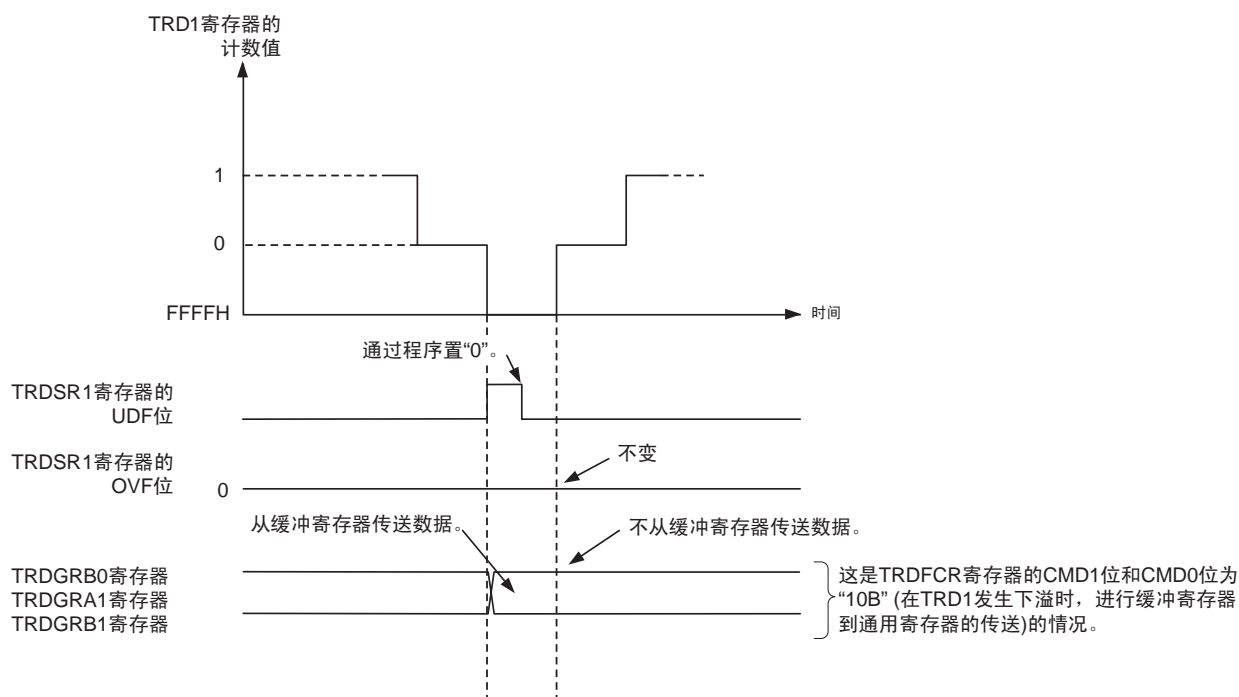 TRD1寄存器的
计数值
1
0
FFFFH
时间
通过程序置“0”。
TRDSR1寄存器的
UDF位
不变
TRDSR1寄存器的
OVF位
0
从缓冲寄存器传送数据。
不从缓冲寄存器传送数据。
TRDGRB0寄存器
TRDGRA1寄存器
TRDGRB1寄存器
这是TRDFCR寄存器的CMD1位和CMD0位为
“10B” (在TRD1发生下溢时，进行缓冲寄存器
到通用寄存器的传送)的情况。